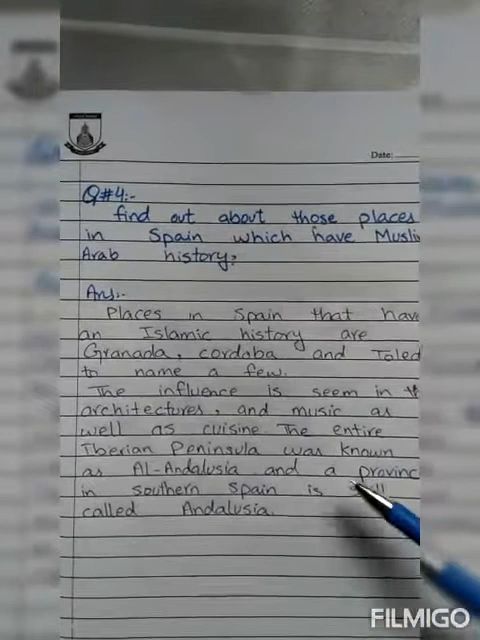 Date:
Q#4:-
find out about those places
in Spain which have Musli
Arab history?
Ans:-
Places in Spain that hav
an Islamic history are
Granada, cordoba and Toled
to name a few.
The influence is seem in th
architectures, and music as
well as cuisine. The entire
Iberian Peninsula was known
as Al-Andalusia and a provinc
in southern Spain is
called Andalusia.
FILMIGO